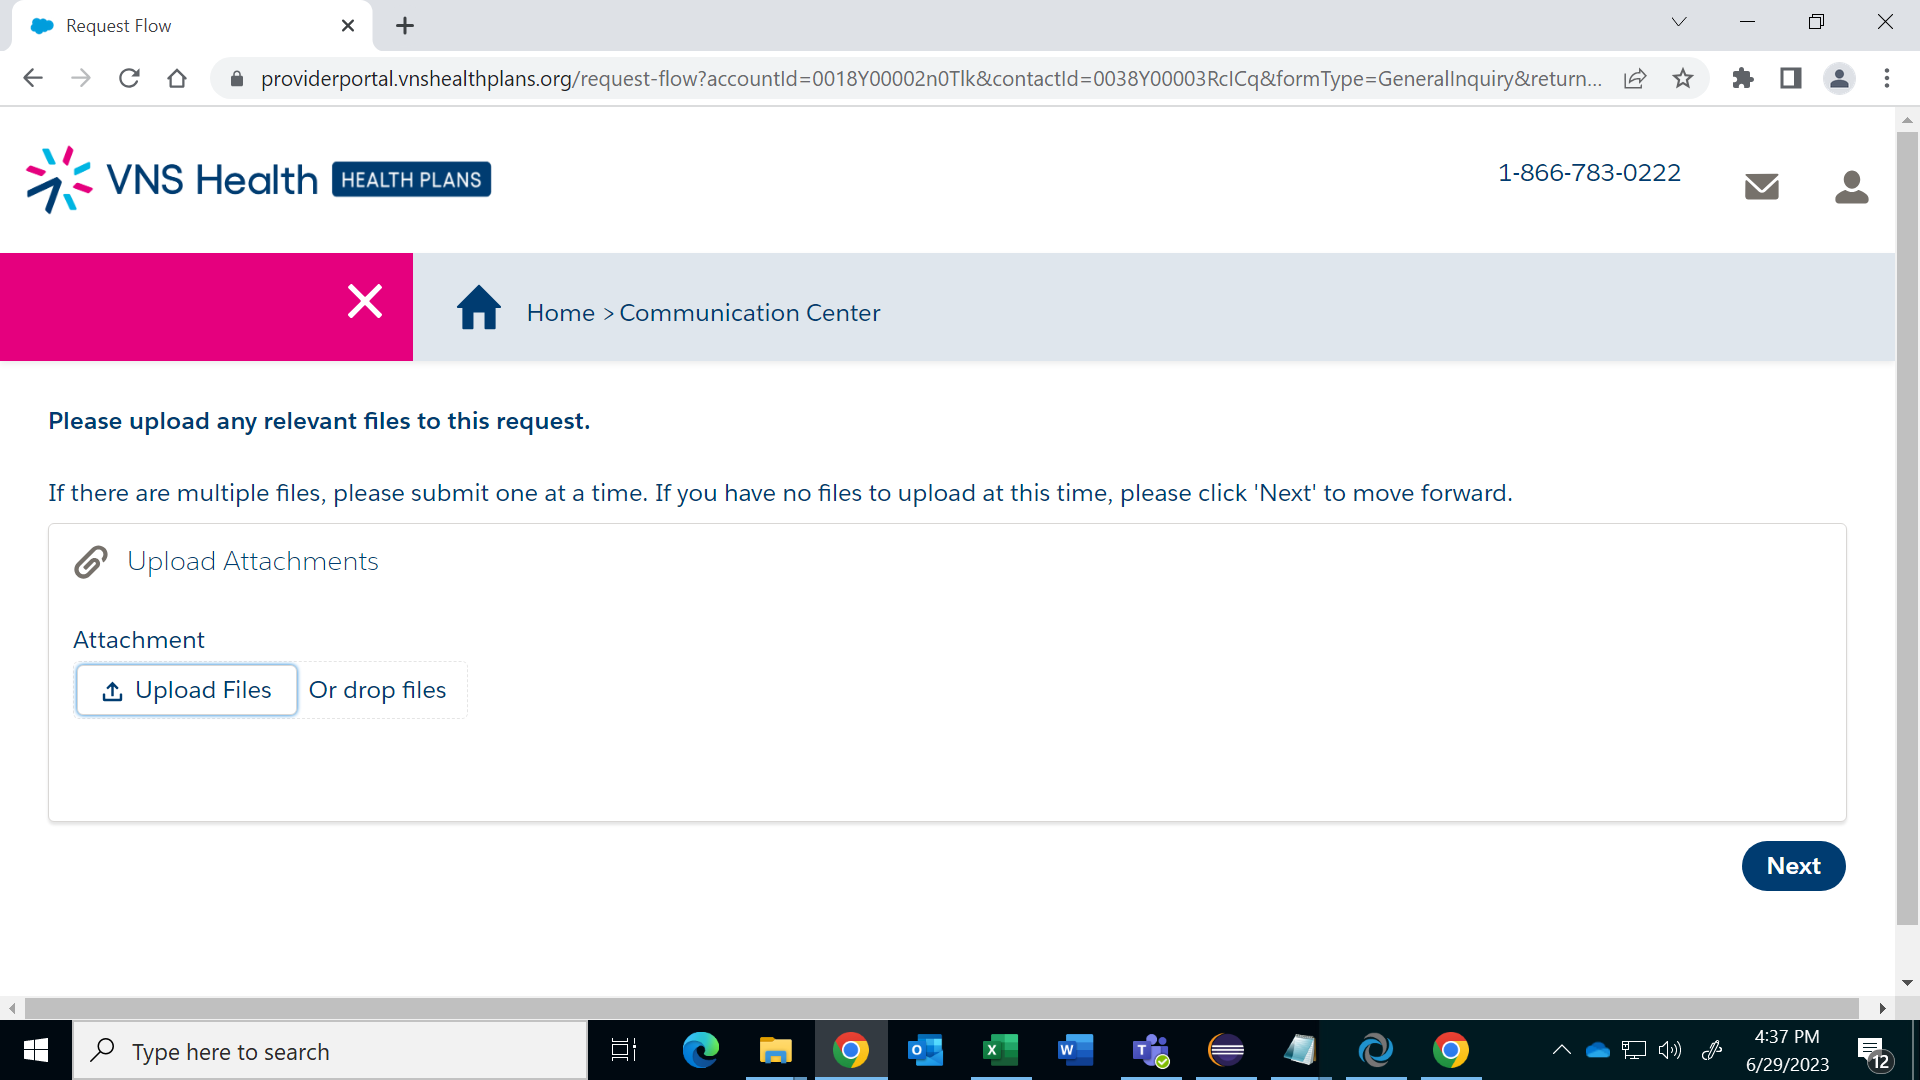 Request Flow
providerportal.vnshealthplans.org/request-flow?accountId=0018Y00002n0Tlk&contactId=0038Y00003RcICq&formType=GeneralInquiry&return...
VNS Health HEALTH PLANS
1-866-783-0222
Home > Communication Center
Please upload any relevant files to this request.
If there are multiple files, please submit one at a time. If you have no files to upload at this time, please click 'Next' to move forward.
Upload Attachments
Attachment
Upload Files Or drop files
Next
Type here to search
4:37 PM
6/29/2023
12